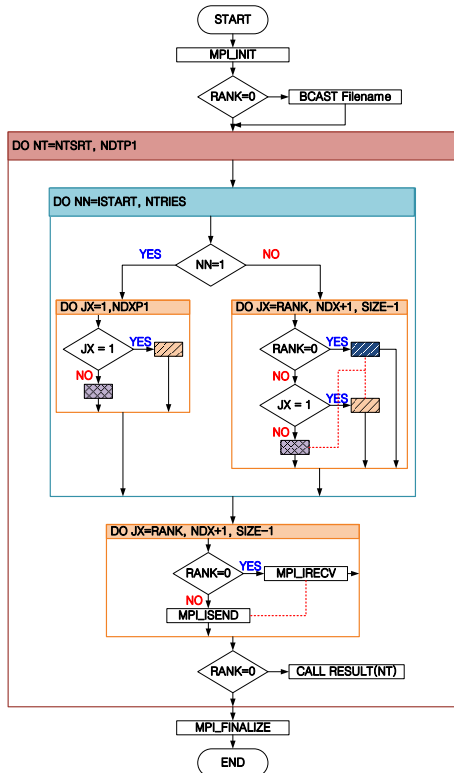 START
MPI_INIT
RANK=0
BCAST Filename
DO NT=NTSRT, NDTP1
DO NN=ISTART, NTRIES
YES
NO
NN=1
DO JX=1,NDXP1
DO JX=RANK, NDX+1, SIZE-1
JX = 1
YES
NO
RANK=0
YES
NO
JX = 1
YES
NO
DO JX=RANK, NDX+1, SIZE-1
RANK=0
YES
MPI_IRECV
NO
MPI_ISEND
RANK=0
CALL RESULT(NT)
MPI_FINALIZE
END